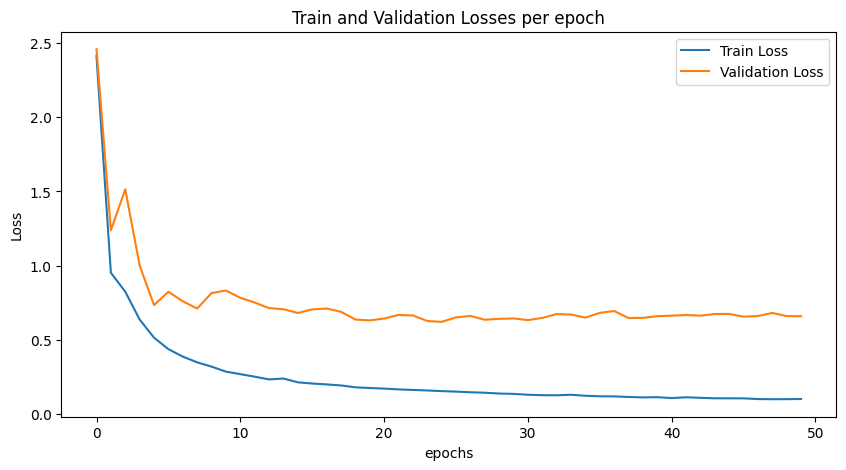 Train and Validation Losses per epoch
Train Loss
Validation Loss
Loss
2.5
2.0
1.5
1.0
0.5
0.0
0
10
20
30
40
50
epochs